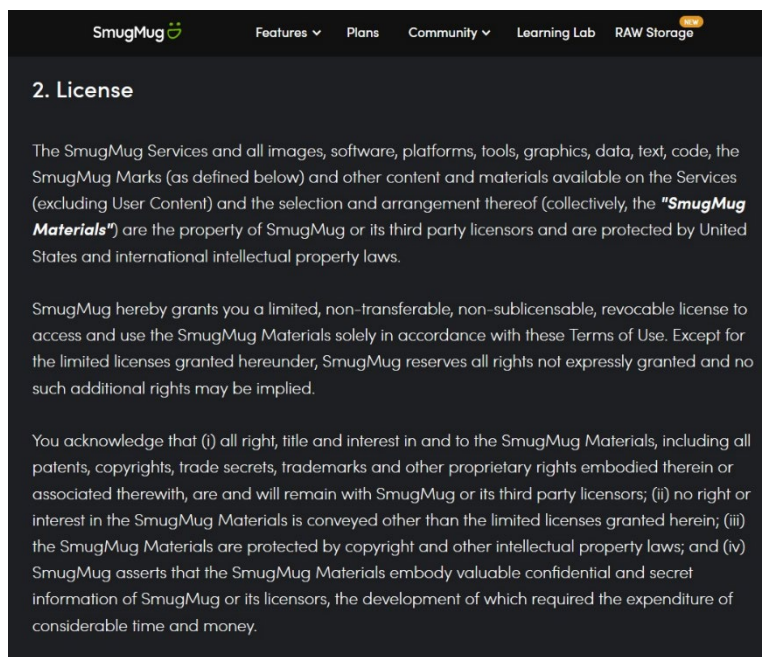 SmugMug
Features Plans Community Learning Lab RAW Storage NEW
2. License
The SmugMug Services and all images, software, platforms, tools, graphics, data, text, code, the
SmugMug Marks (as defined below) and other content and materials available on the Services
(excluding User Content) and the selection and arrangement thereof (collectively, the "SmugMug
Materials") are the property of SmugMug or its third party licensors and are protected by United
States and international intellectual property laws.
SmugMug hereby grants you a limited, non-transferable, non-sublicensable, revocable license to
access and use the SmugMug Materials solely in accordance with these Terms of Use. Except for
the limited licenses granted hereunder, SmugMug reserves all rights not expressly granted and no
such additional rights may be implied.
You acknowledge that (i) all right, title and interest in and to the SmugMug Materials, including all
patents, copyrights, trade secrets, trademarks and other proprietary rights embodied therein or
associated therewith, are and will remain with SmugMug or its third party licensors; (ii) no right or
interest in the SmugMug Materials is conveyed other than the limited licenses granted herein; (iii)
the SmugMug Materials are protected by copyright and other intellectual property laws; and (iv)
SmugMug asserts that the SmugMug Materials embody valuable confidential and secret
information of SmugMug or its licensors, the development of which required the expenditure of
considerable time and money.